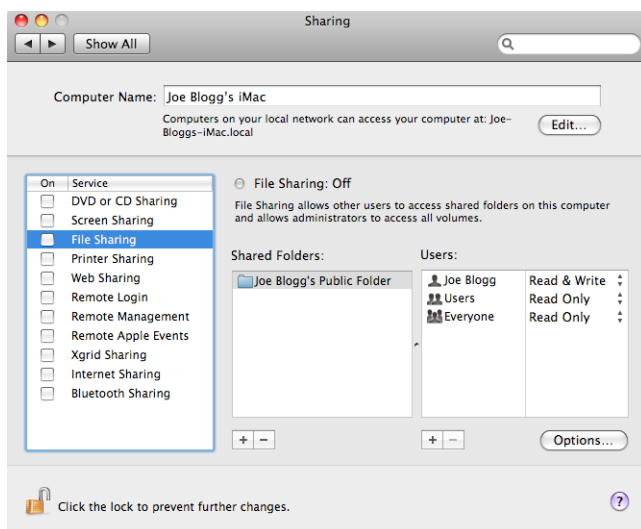 Sharing
Show All
Computer Name: Joe Blogg's iMac
Computers on your local network can access your computer at: Joe-
Bloggs-iMac.local
Edit...
On Service
DVD or CD Sharing
Screen Sharing
File Sharing
Printer Sharing
Web Sharing
Remote Login
Remote Management
Remote Apple Events
Xgrid Sharing
Internet Sharing
Bluetooth Sharing
File Sharing: Off
File Sharing allows other users to access shared folders on this computer
and allows administrators to access all volumes.
Shared Folders:
Joe Blogg's Public Folder
Users:
Joe Blogg Read & Write
Users Read Only
Everyone Read Only
+ −
+ −
Options...
Click the lock to prevent further changes.
?